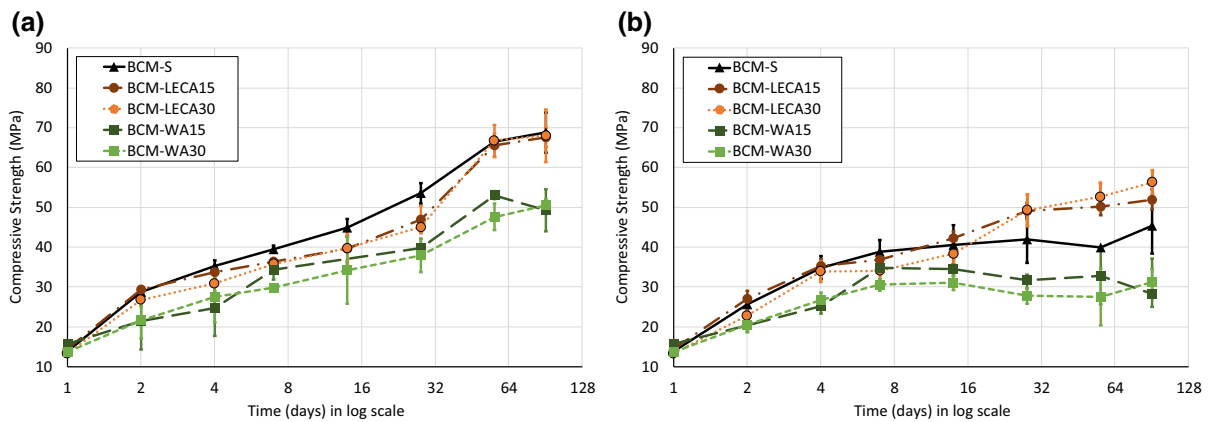 (a)
90
80
70
60
50
40
30
20
10
Compressive Strength (MPa)
BCM-S
BCM-LECA15
BCM-LECA30
BCM-WA15
BCM-WA30
1 2 4 8 16 32 64 128
Time (days) in log scale
(b)
90
80
70
60
50
40
30
20
10
Compressive Strength (MPa)
BCM-S
BCM-LECA15
BCM-LECA30
BCM-WA15
BCM-WA30
1 2 4 8 16 32 64 128
Time (days) in log scale